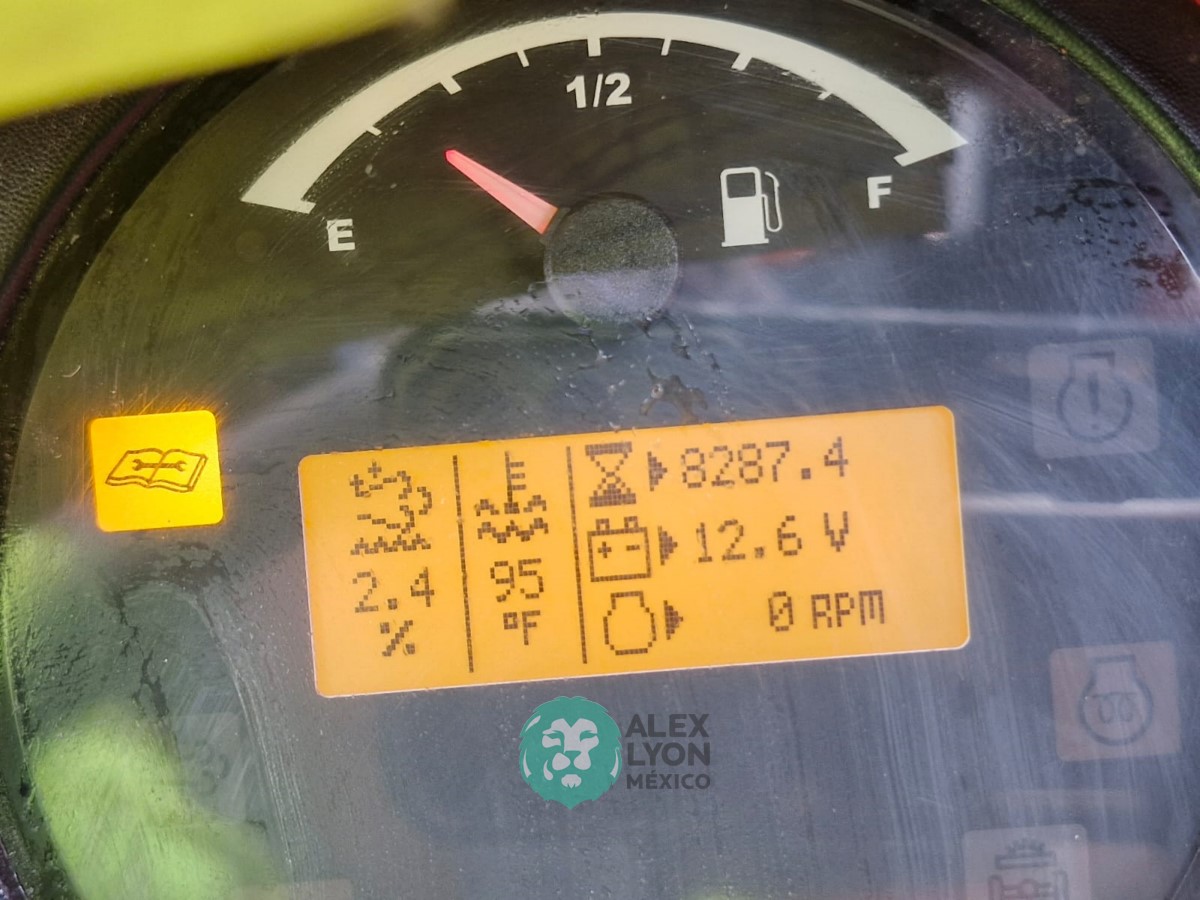 1/2
E
F
8287.4
12.6 V
0 RPM
2.4
%
95
°F
ALEX
LYON
MÉXICO